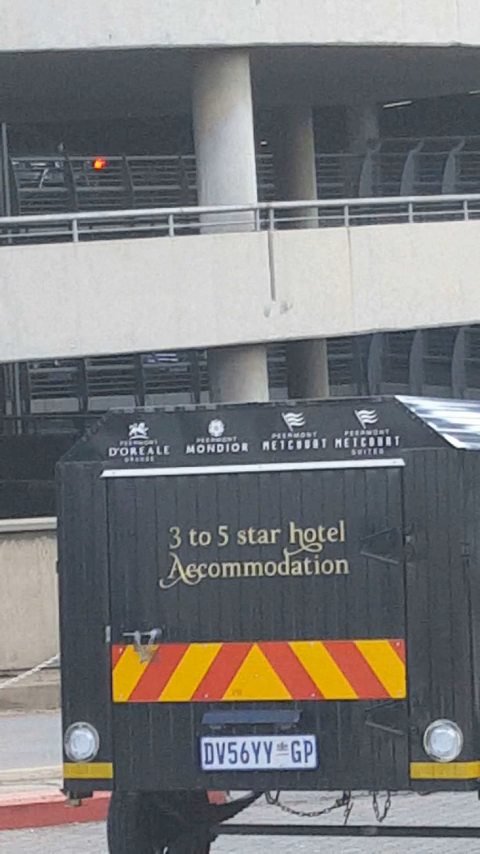 PEERMONT
D'OREALE
GRANDE
PEERMONT
MONDIOR
PEERMONT
METCOURT
PEERMONT
METCOURT
SUITES
3 to 5 star hotel
Accommodation
DV56YY GP